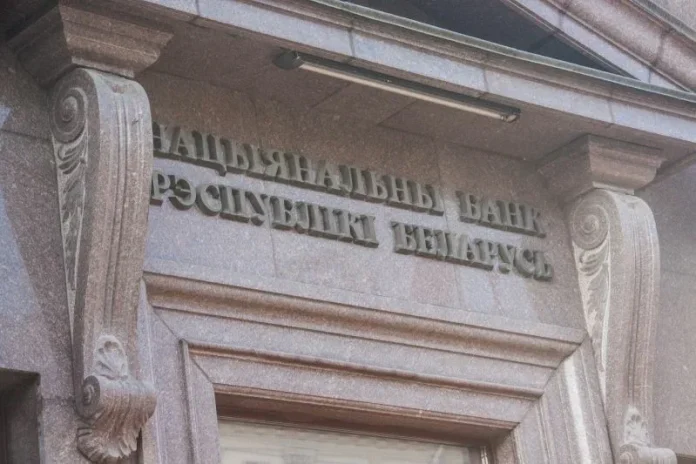 НАЦЫЯНАЛЬНЫ БАНК
РЭСПУБЛІКІ БЕЛАРУСЬ